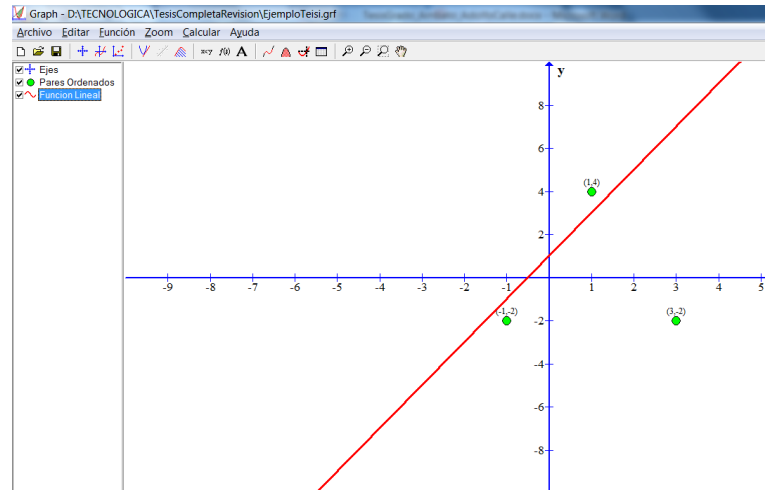 Graph - D:\TECNOLOGICA\TesisCompletaRevision\EjemploTeisi.grf
Archivo Editar Función Zoom Calcular Ayuda
x=y f(x) A
Ejes
Pares Ordenados
Funcion Lineal
y
8
6
(1,4)
4
2
-9 -8 -7 -6 -5 -4 -3 -2 -1 1 2 3 4 5
(-1,-2) (3,-2)
-2
-4
-6
-8